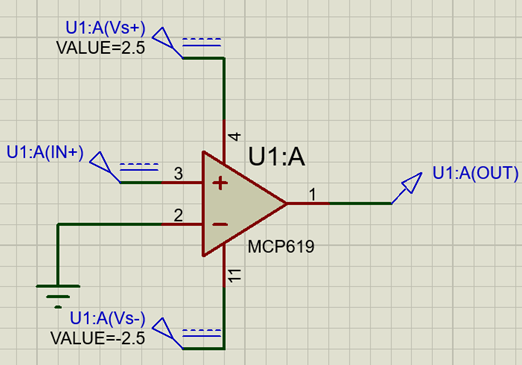 U1:A(Vs+)
VALUE=2.5
4
U1:A
U1:A(IN+)
3
+
1
U1:A(OUT)
2
−
MCP619
11
U1:A(Vs-)
VALUE=-2.5